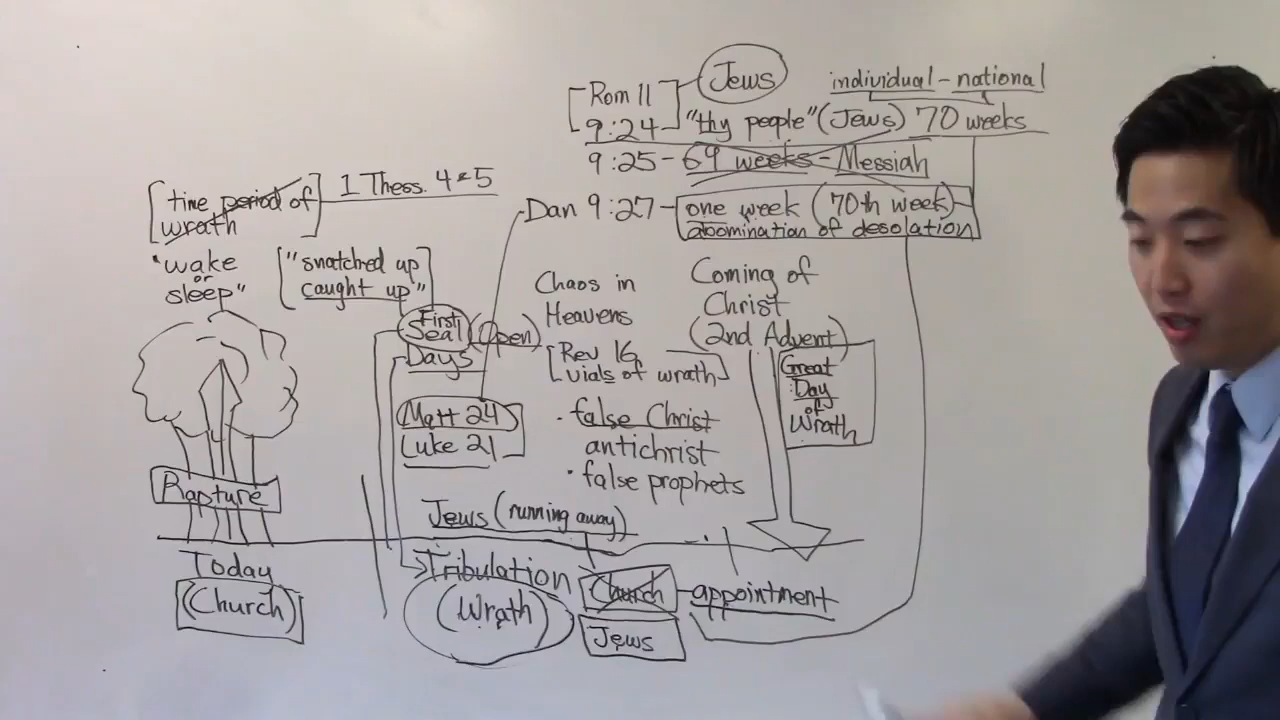 Jews
individual - national
Rom 11
9:24 "thy people" (Jews) 70 weeks
9:25 - 69 weeks - Messiah
Dan 9:27 - one week (70th week)
abomination of desolation
time period of
wrath
1 Thess. 4 & 5
"wake
or
sleep"
"snatched up
caught up"
First
Seal (Open)
Days
Matt 24
Luke 21
Chaos in
Heavens
Rev 16
vials of wrath
· false Christ
antichrist
· false prophets
Coming of
Christ
(2nd Advent)
Great
Day
of
Wrath
Rapture
Jews (running away)
Today
(Church)
Tribulation
(Wrath)
Church - appointment
Jews